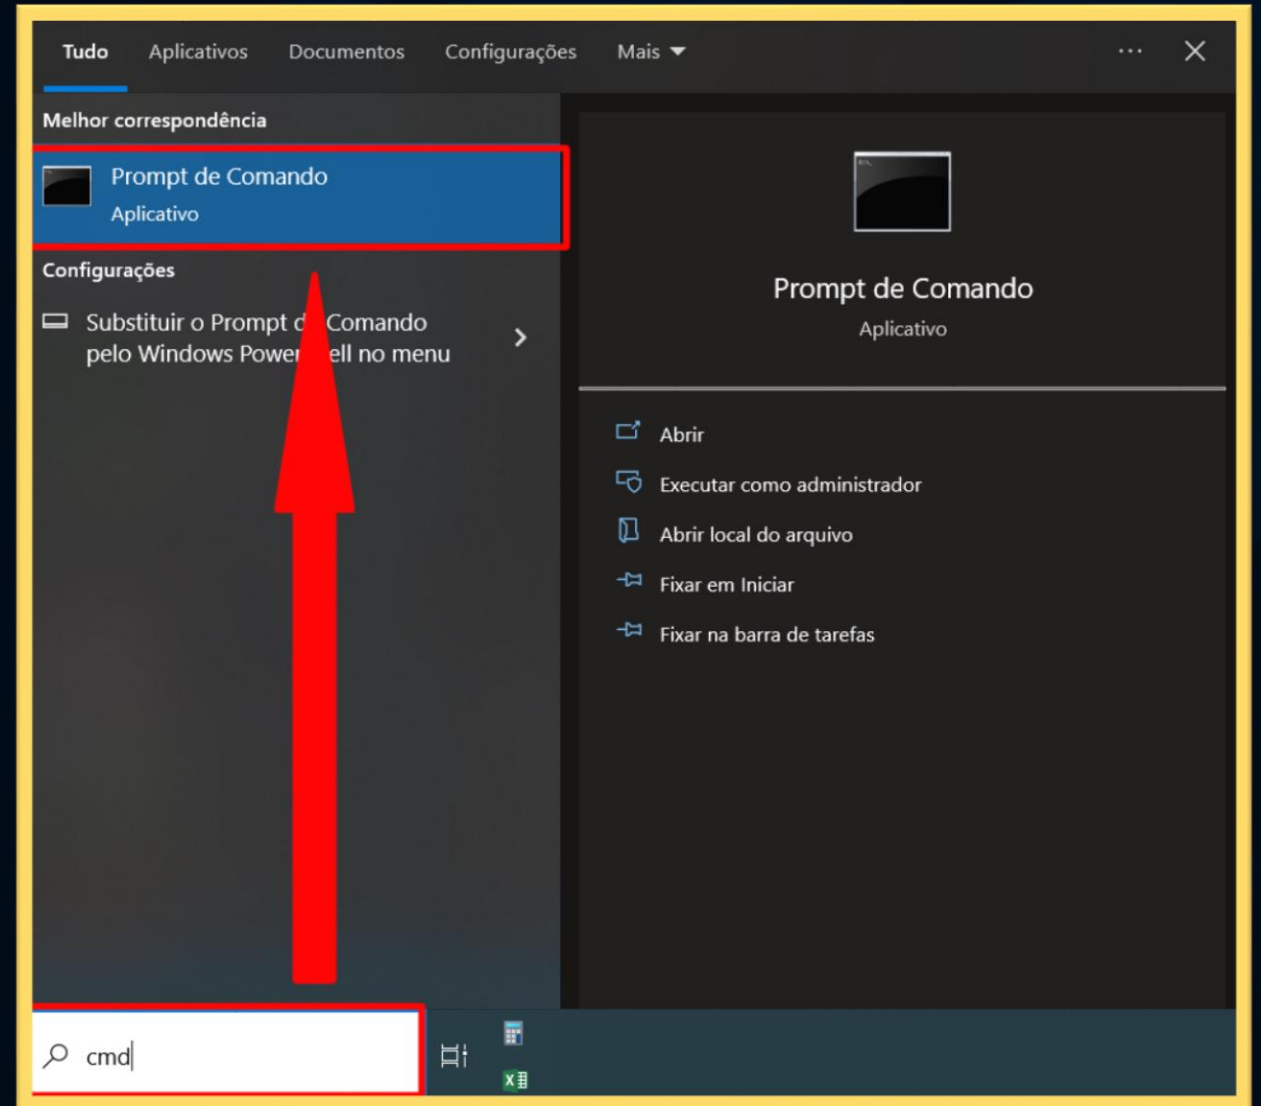 Tudo Aplicativos Documentos Configurações Mais
Melhor correspondência
Prompt de Comando
Aplicativo
Configurações
Substituir o Prompt de Comando
pelo Windows PowerShell no menu
Prompt de Comando
Aplicativo
Abrir
Executar como administrador
Abrir local do arquivo
Fixar em Iniciar
Fixar na barra de tarefas
cmd